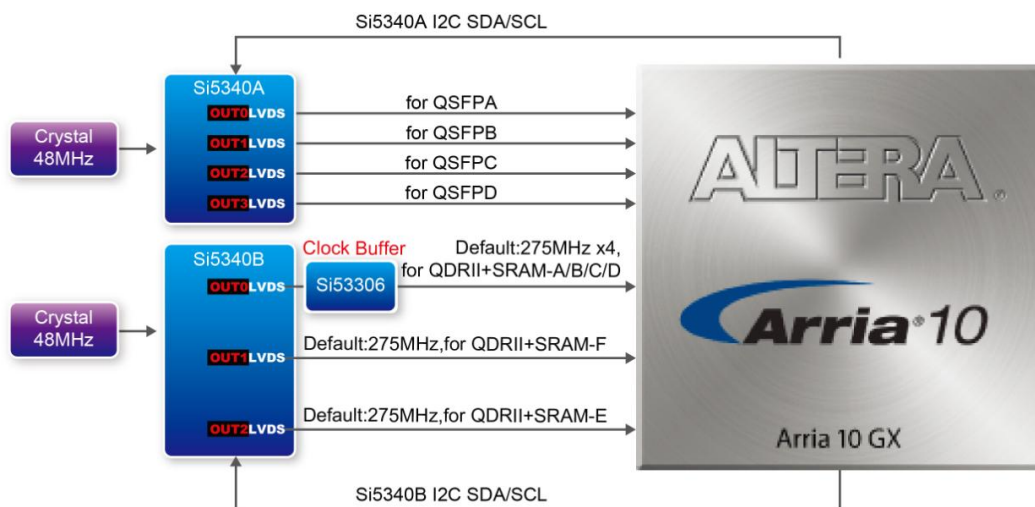 Si5340A I2C SDA/SCL
Si5340A
OUT0LVDS
OUT1LVDS
OUT2LVDS
OUT3LVDS
Crystal
48MHz
for QSFPA
for QSFPB
for QSFPC
for QSFPD
ALTERA®
Arria®10
Arria 10 GX
Si5340B
OUT0LVDS
OUT1LVDS
OUT2LVDS
Crystal
48MHz
Clock Buffer
Si53306
Default:275MHz x4,
for QDRII+SRAM-A/B/C/D
Default:275MHz,for QDRII+SRAM-F
Default:275MHz,for QDRII+SRAM-E
Si5340B I2C SDA/SCL